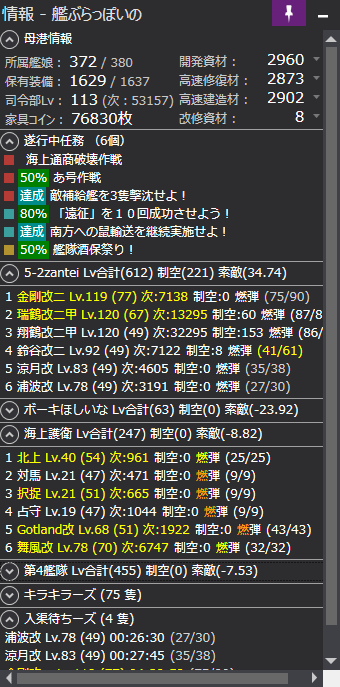 情報 - 艦ぶらっぽいの
母港情報
所属艦娘： 372 / 380 開発資材： 2960
保有装備： 1629 / 1637 高速修復材： 2873
司令部Lv： 113 (次：53157) 高速建造材： 2902
家具コイン： 76830枚 改修資材： 8
遂行中任務 （6個）
海上通商破壊作戦
50% あ号作戦
達成 敵補給艦を3隻撃沈せよ！
80% 「遠征」を１０回成功させよう！
達成 南方への鼠輸送を継続実施せよ！
50% 艦隊酒保祭り！
5-2zantei Lv合計(612) 制空(221) 索敵(34.74)
1 金剛改二 Lv.119 (77) 次:7138 制空:0 燃弾 (75/90)
2 瑞鶴改二甲 Lv.120 (67) 次:13295 制空:60 燃弾 (87/8
3 翔鶴改二甲 Lv.120 (49) 次:32295 制空:153 燃弾 (86/
4 鈴谷改二 Lv.92 (49) 次:7122 制空:8 燃弾 (41/61)
5 涼月改 Lv.83 (49) 次:4605 制空:0 燃弾 (35/38)
6 浦波改 Lv.78 (49) 次:3191 制空:0 燃弾 (27/30)
ボーキほしいな Lv合計(63) 制空(0) 索敵(-23.92)
海上護衛 Lv合計(247) 制空(0) 索敵(-8.82)
1 北上 Lv.40 (54) 次:961 制空:0 燃弾 (25/25)
2 対馬 Lv.21 (47) 次:471 制空:0 燃弾 (9/9)
3 択捉 Lv.21 (51) 次:665 制空:0 燃弾 (9/9)
4 占守 Lv.19 (47) 次:1044 制空:0 燃弾 (9/9)
5 Gotland改 Lv.68 (51) 次:1922 制空:0 燃弾 (43/43)
6 舞風改 Lv.78 (70) 次:6747 制空:0 燃弾 (32/32)
第4艦隊 Lv合計(455) 制空(0) 索敵(-7.53)
キラキラーズ （75 隻）
入渠待ちーズ （4 隻）
浦波改 Lv.78 (49) 00:26:30 (27/30)
涼月改 Lv.83 (49) 00:27:45 (35/38)